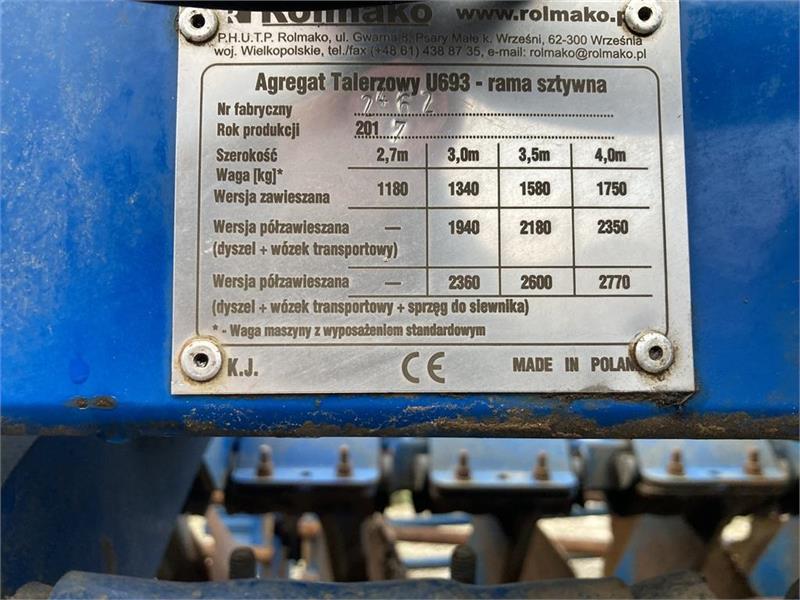 Rolmako www.rolmako.pl
P.H.U.T.P. Rolmako, ul. Gwarna 8, Psary Małe k. Wrześni, 62-300 Września
woj. Wielkopolskie, tel./fax (+48 61) 438 87 35, e-mail: rolmako@rolmako.pl
Agregat Talerzowy U693 - rama sztywna
Nr fabryczny 2462
Rok produkcji 2017
Szerokość 2,7m 3,0m 3,5m 4,0m
Waga [kg]*
Wersja zawieszana 1180 1340 1580 1750
Wersja półzawieszana — 1940 2180 2350
(dyszel + wózek transportowy)
Wersja półzawieszana — 2360 2600 2770
(dyszel + wózek transportowy + sprzęg do siewnika)
* - Waga maszyny z wyposażeniem standardowym
K.J. CE MADE IN POLAND